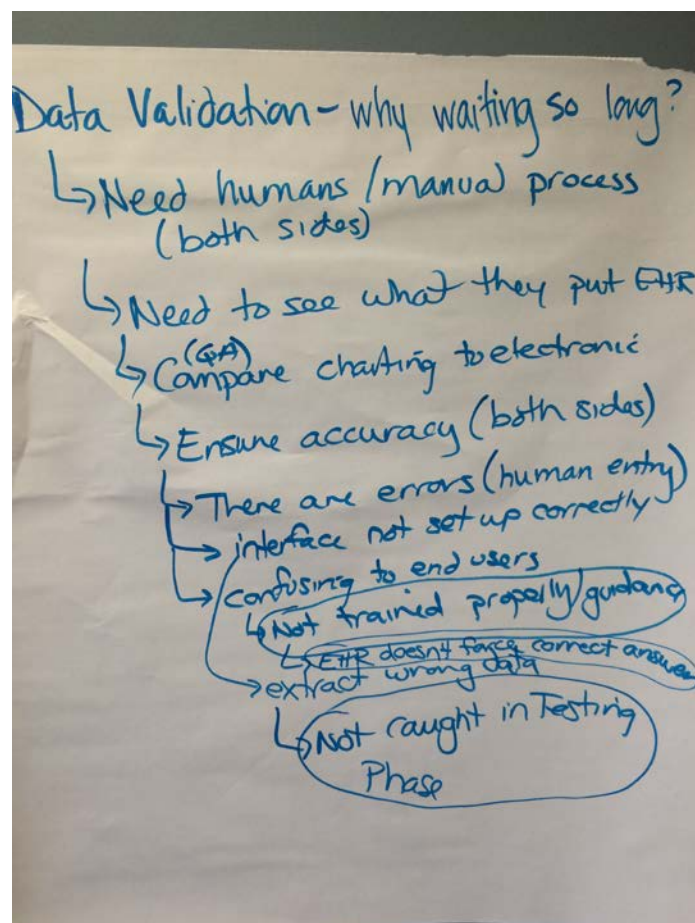 Data Validation - why waiting so long?
Need humans/manual process
(both sides)
Need to see what they put EHR
(QA)
Compare charting to electronic
Ensure accuracy (both sides)
There are errors (human entry)
interface not set up correctly
confusing to end users
Not trained properly/guidance
EHR doesnt force correct answer
extract wrong data
Not caught in Testing
Phase